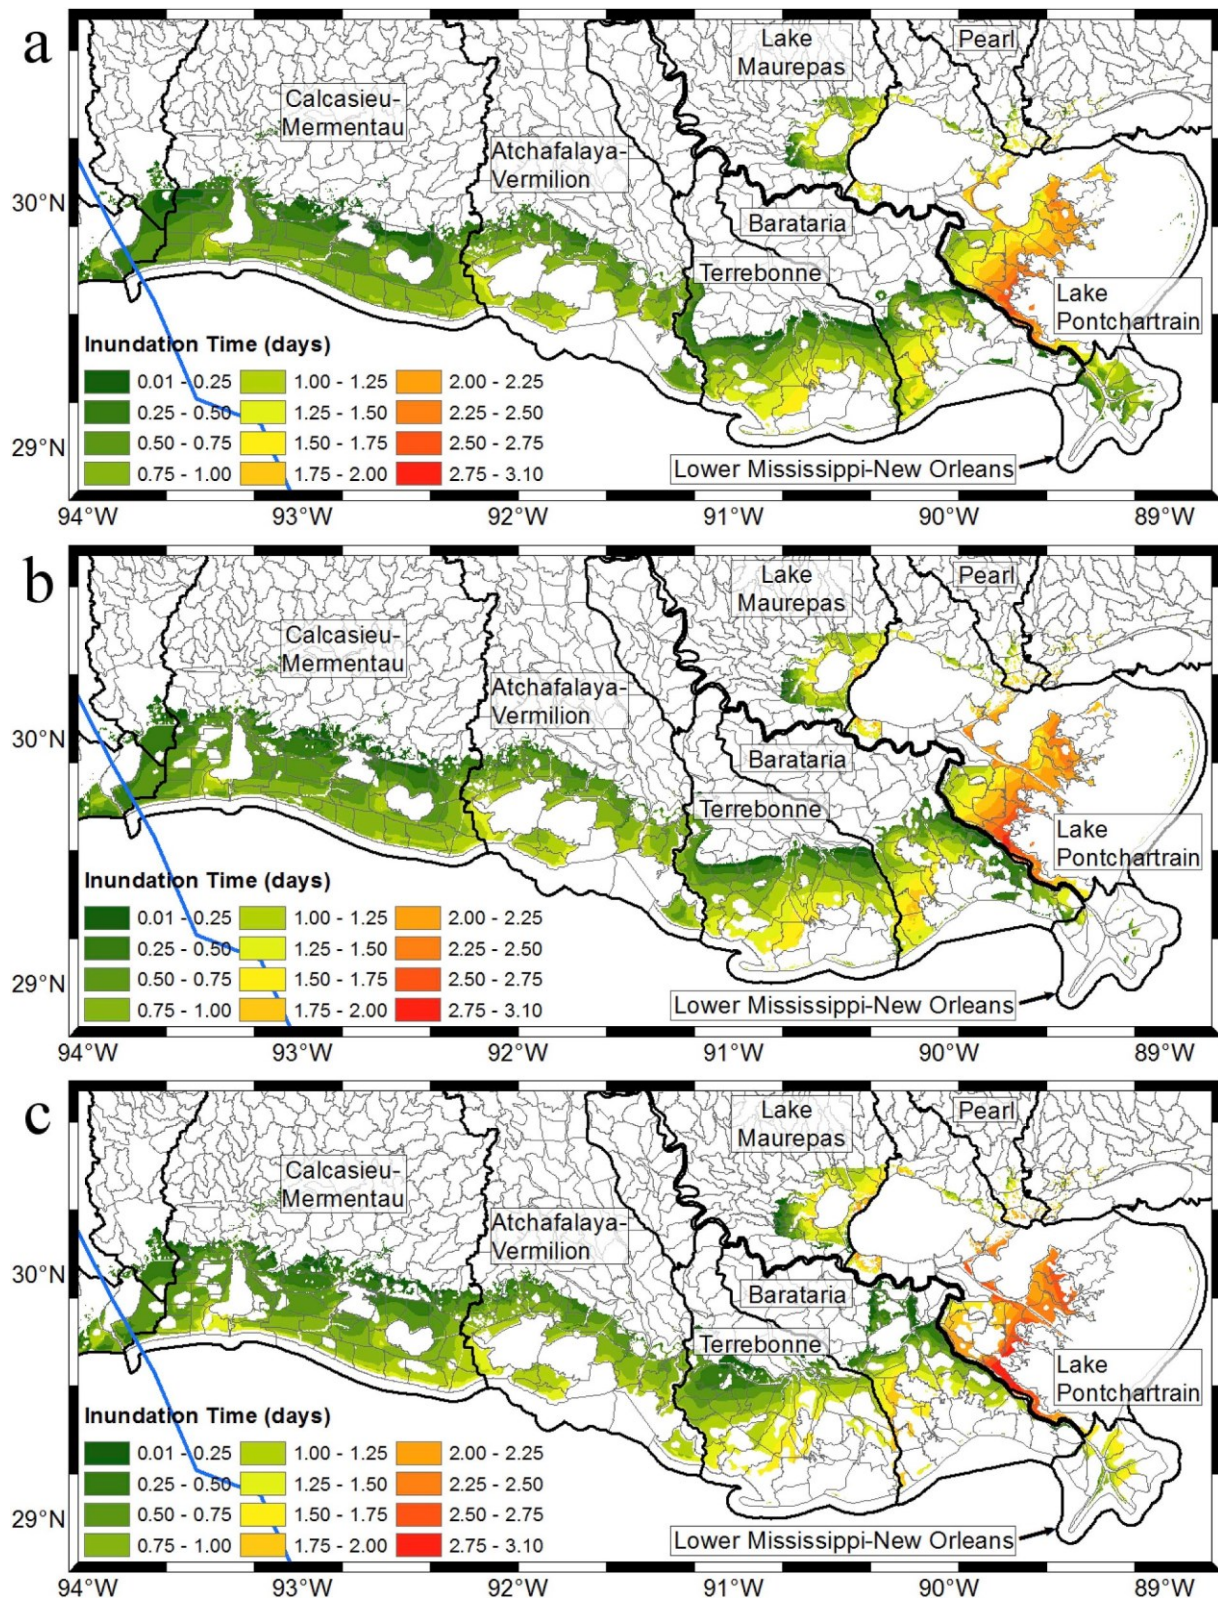 a
Lake
Maurepas
Pearl
Calcasieu-
Mermentau
Atchafalaya-
Vermilion
30°N
Barataria
Terrebonne
Lake
Pontchartrain
Inundation Time (days)
0.01 - 0.25 1.00 - 1.25 2.00 - 2.25
0.25 - 0.50 1.25 - 1.50 2.25 - 2.50
0.50 - 0.75 1.50 - 1.75 2.50 - 2.75
0.75 - 1.00 1.75 - 2.00 2.75 - 3.10
29°N
Lower Mississippi-New Orleans
94°W 93°W 92°W 91°W 90°W 89°W
b
Lake
Maurepas
Pearl
Calcasieu-
Mermentau
Atchafalaya-
Vermilion
30°N
Barataria
Terrebonne
Lake
Pontchartrain
Inundation Time (days)
0.01 - 0.25 1.00 - 1.25 2.00 - 2.25
0.25 - 0.50 1.25 - 1.50 2.25 - 2.50
0.50 - 0.75 1.50 - 1.75 2.50 - 2.75
0.75 - 1.00 1.75 - 2.00 2.75 - 3.10
29°N
Lower Mississippi-New Orleans
94°W 93°W 92°W 91°W 90°W 89°W
c
Lake
Maurepas
Pearl
Calcasieu-
Mermentau
Atchafalaya-
Vermilion
30°N
Barataria
Terrebonne
Lake
Pontchartrain
Inundation Time (days)
0.01 - 0.25 1.00 - 1.25 2.00 - 2.25
0.25 - 0.50 1.25 - 1.50 2.25 - 2.50
0.50 - 0.75 1.50 - 1.75 2.50 - 2.75
0.75 - 1.00 1.75 - 2.00 2.75 - 3.10
29°N
Lower Mississippi-New Orleans
94°W 93°W 92°W 91°W 90°W 89°W